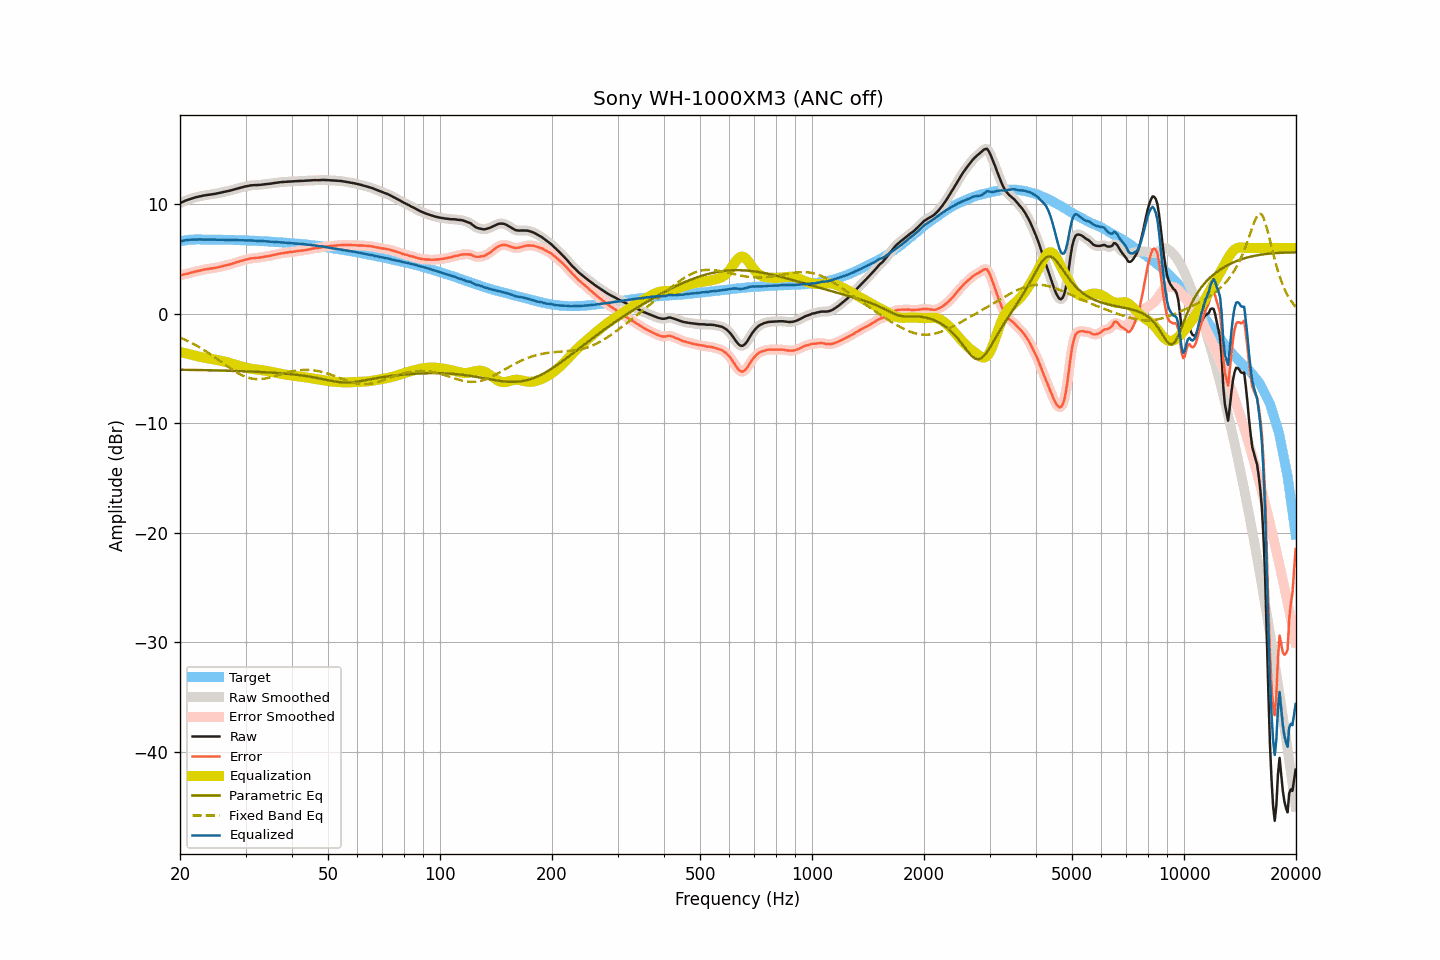 Sony WH-1000XM3 (ANC off)
Amplitude (dBr)
10
0
−10
−20
−30
−40
Target
Raw Smoothed
Error Smoothed
Raw
Error
Equalization
Parametric Eq
Fixed Band Eq
Equalized
20 50 100 200 500 1000 2000 5000 10000 20000
Frequency (Hz)